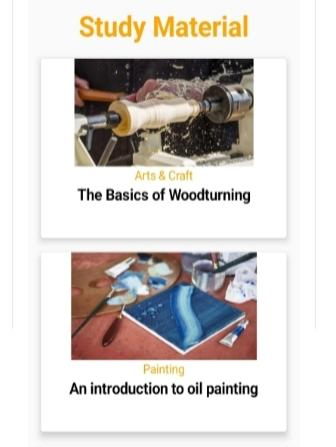 Study Material
Arts & Craft
The Basics of Woodturning
Painting
An introduction to oil painting